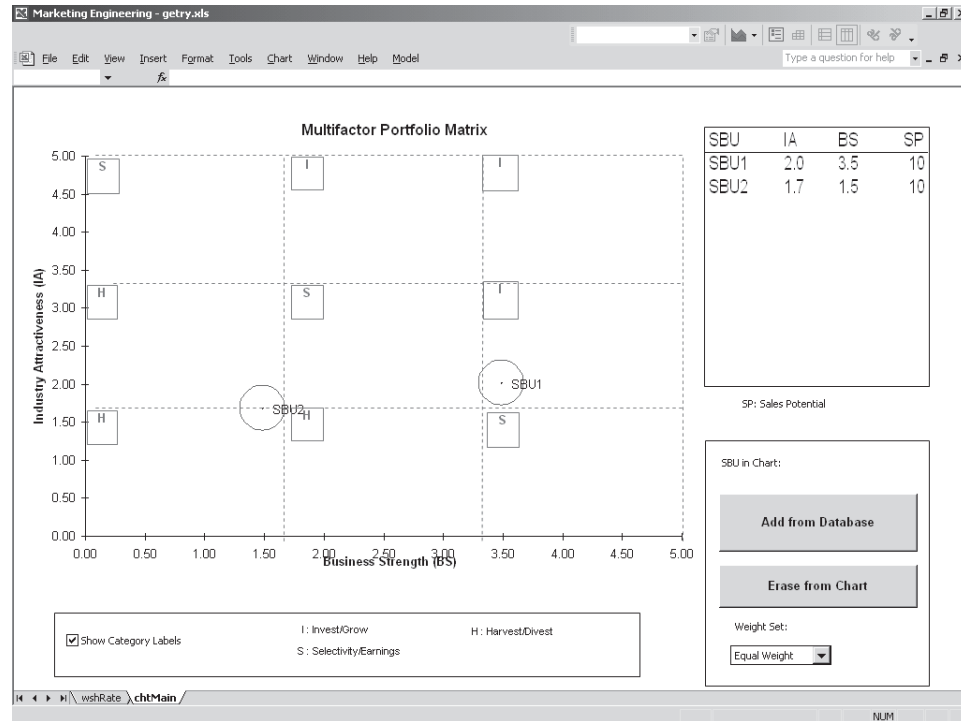 Marketing Engineering - getry.xls
File Edit View Insert Format Tools Chart Window Help Model
Type a question for help
fx
Multifactor Portfolio Matrix
Industry Attractiveness (IA)
5.00
4.50
4.00
3.50
3.00
2.50
2.00
1.50
1.00
0.50
0.00
S I I
H S I
SBU1
SBU2
H H S
0.00 0.50 1.00 1.50 2.00 2.50 3.00 3.50 4.00 4.50 5.00
Business Strength (BS)
SBU IA BS SP
SBU1 2.0 3.5 10
SBU2 1.7 1.5 10
SP: Sales Potential
SBU in Chart:
Add from Database
Erase from Chart
Weight Set:
Equal Weight
Show Category Labels
I : Invest/Grow
H : Harvest/Divest
S : Selectivity/Earnings
wshRate chtMain
NUM